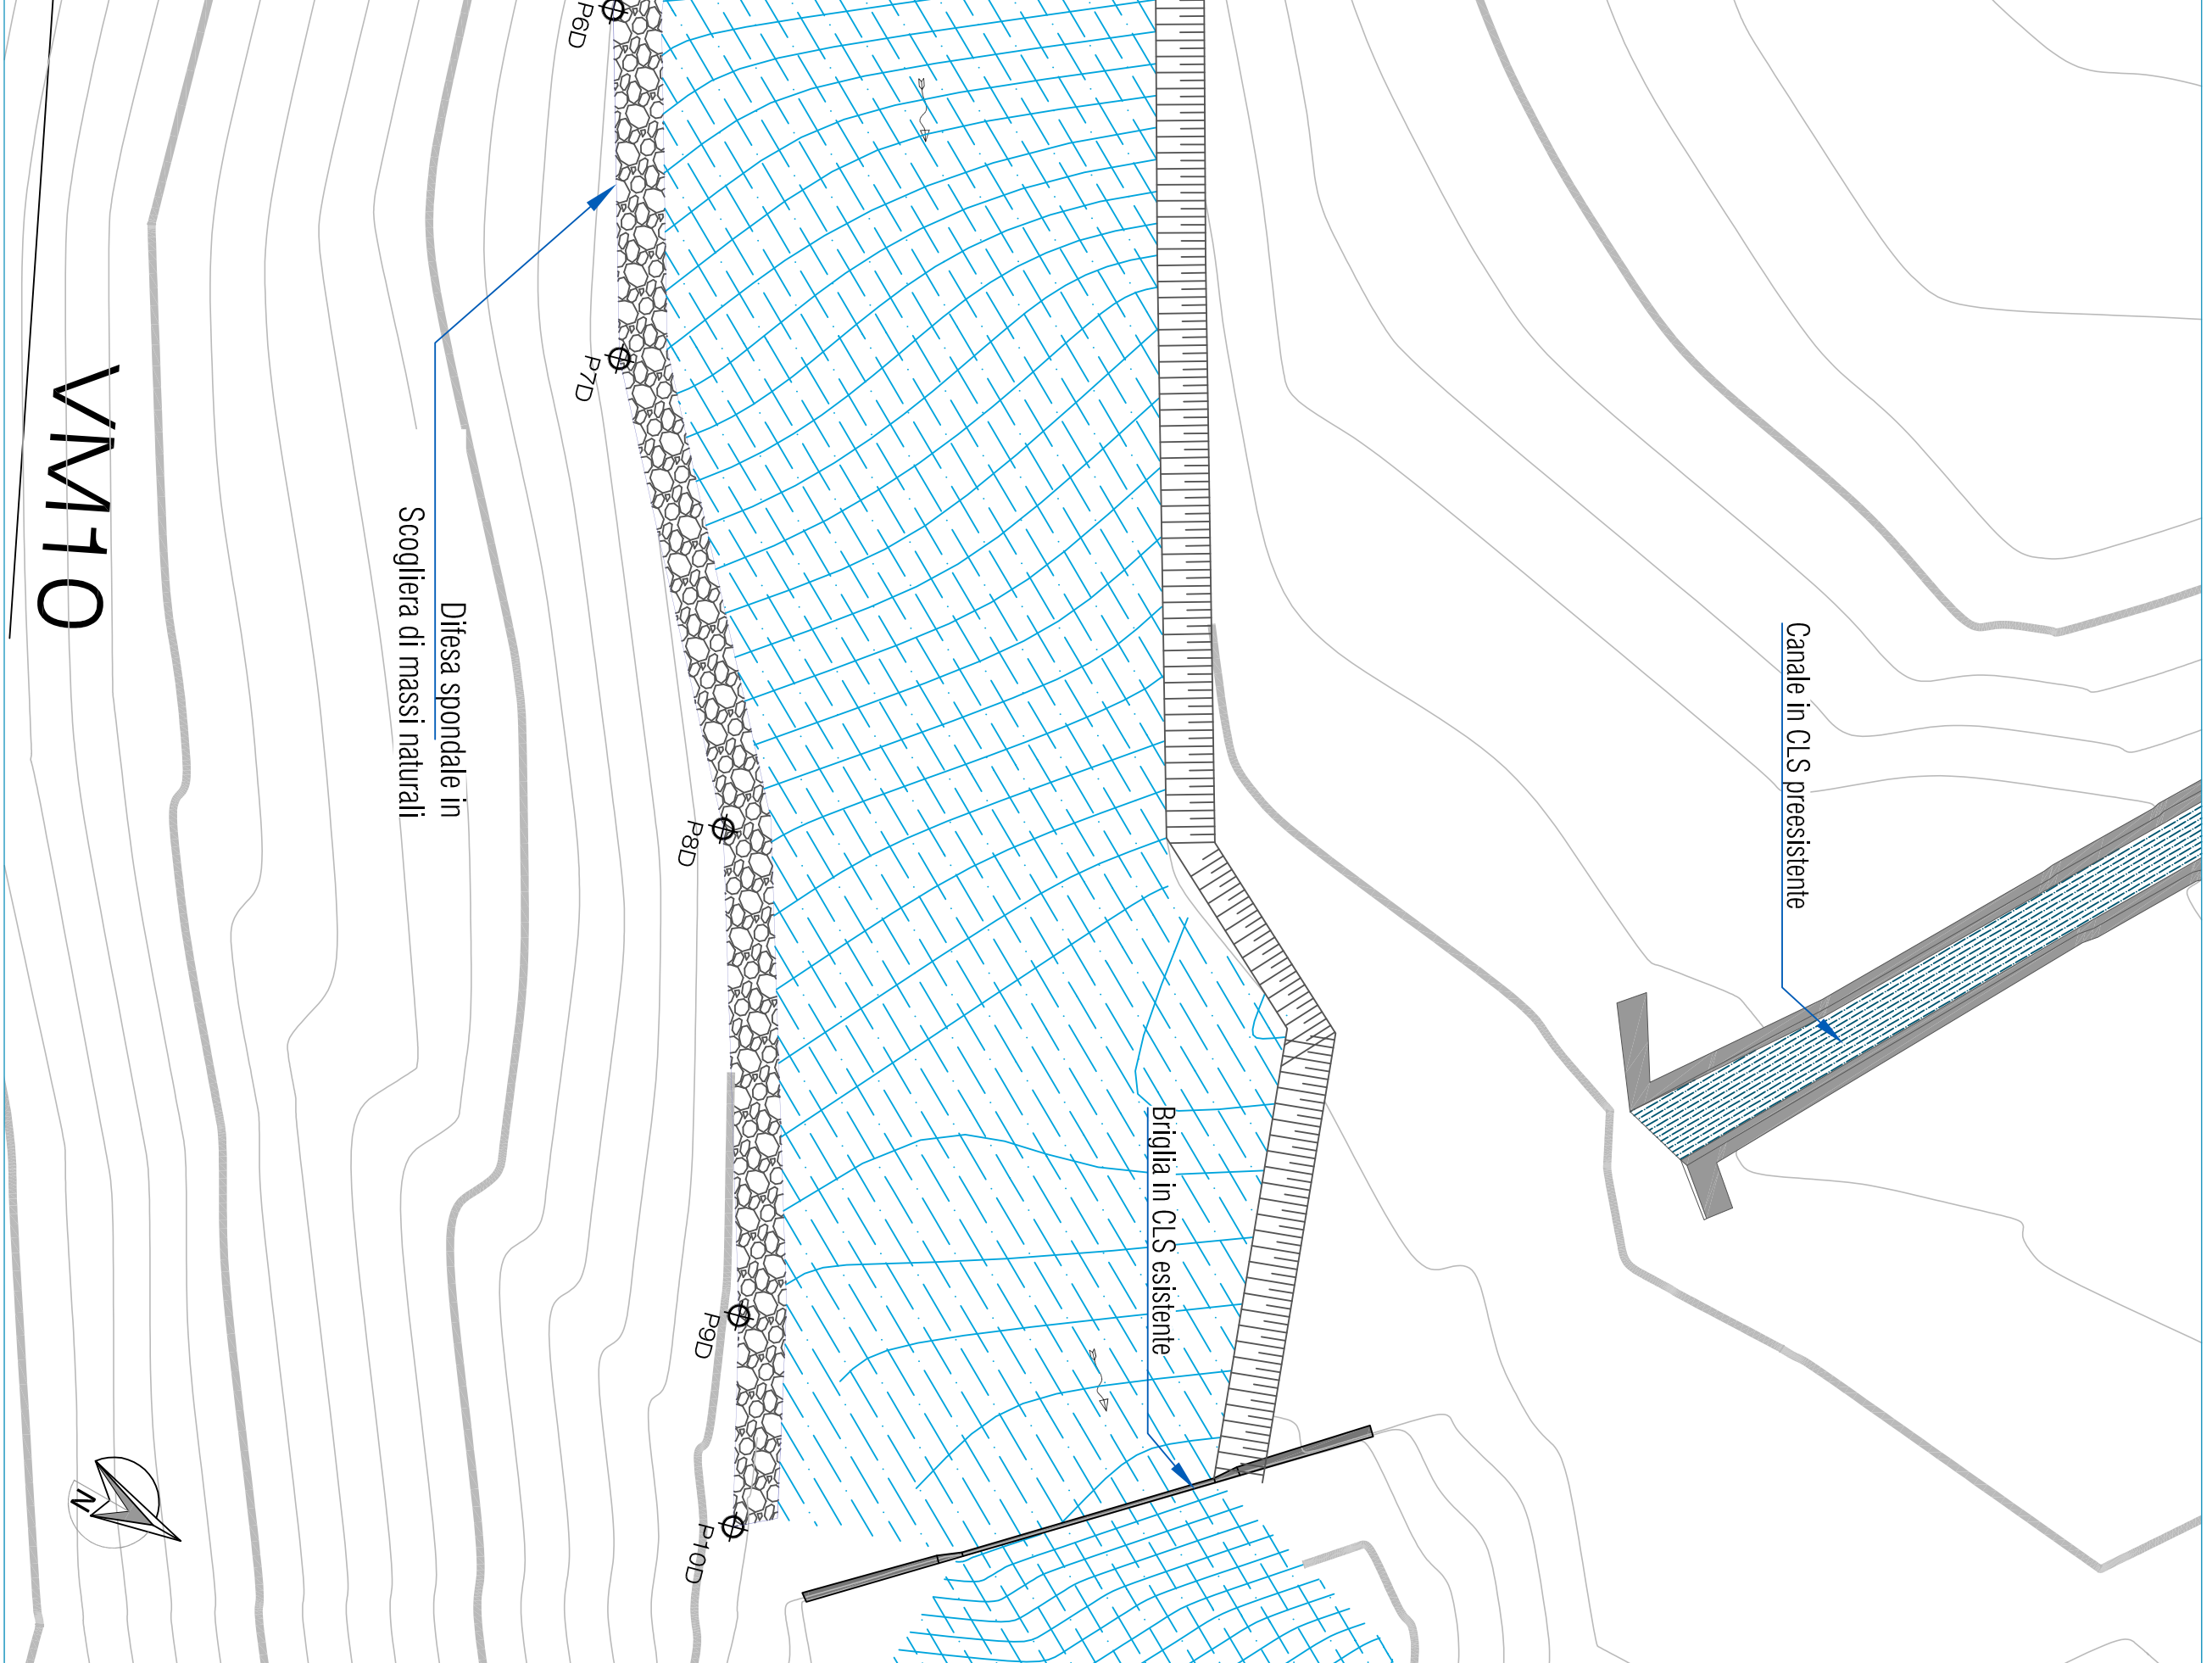 P6D
P7D
P8D
P9D
P10D
VM10
Difesa spondale in
Scogliera di massi naturali
Canale in CLS preesistente
Briglia in CLS esistente
N